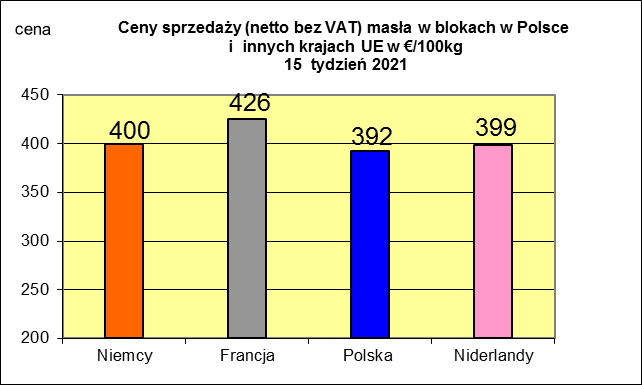 cena
Ceny sprzedaży (netto bez VAT) masła w blokach w Polsce
i innych krajach UE w €/100kg
15 tydzień 2021
450
400
350
300
250
200
400
426
392
399
Niemcy
Francja
Polska
Niderlandy